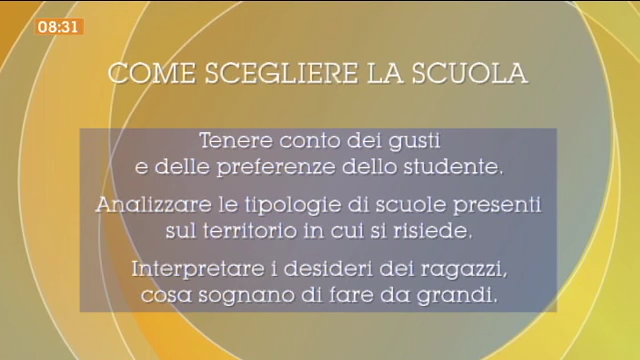 08:31
COME SCEGLIERE LA SCUOLA
Tenere conto dei gusti
e delle preferenze dello studente.
Analizzare le tipologie di scuole presenti
sul territorio in cui si risiede.
Interpretare i desideri dei ragazzi,
cosa sognano di fare da grandi.